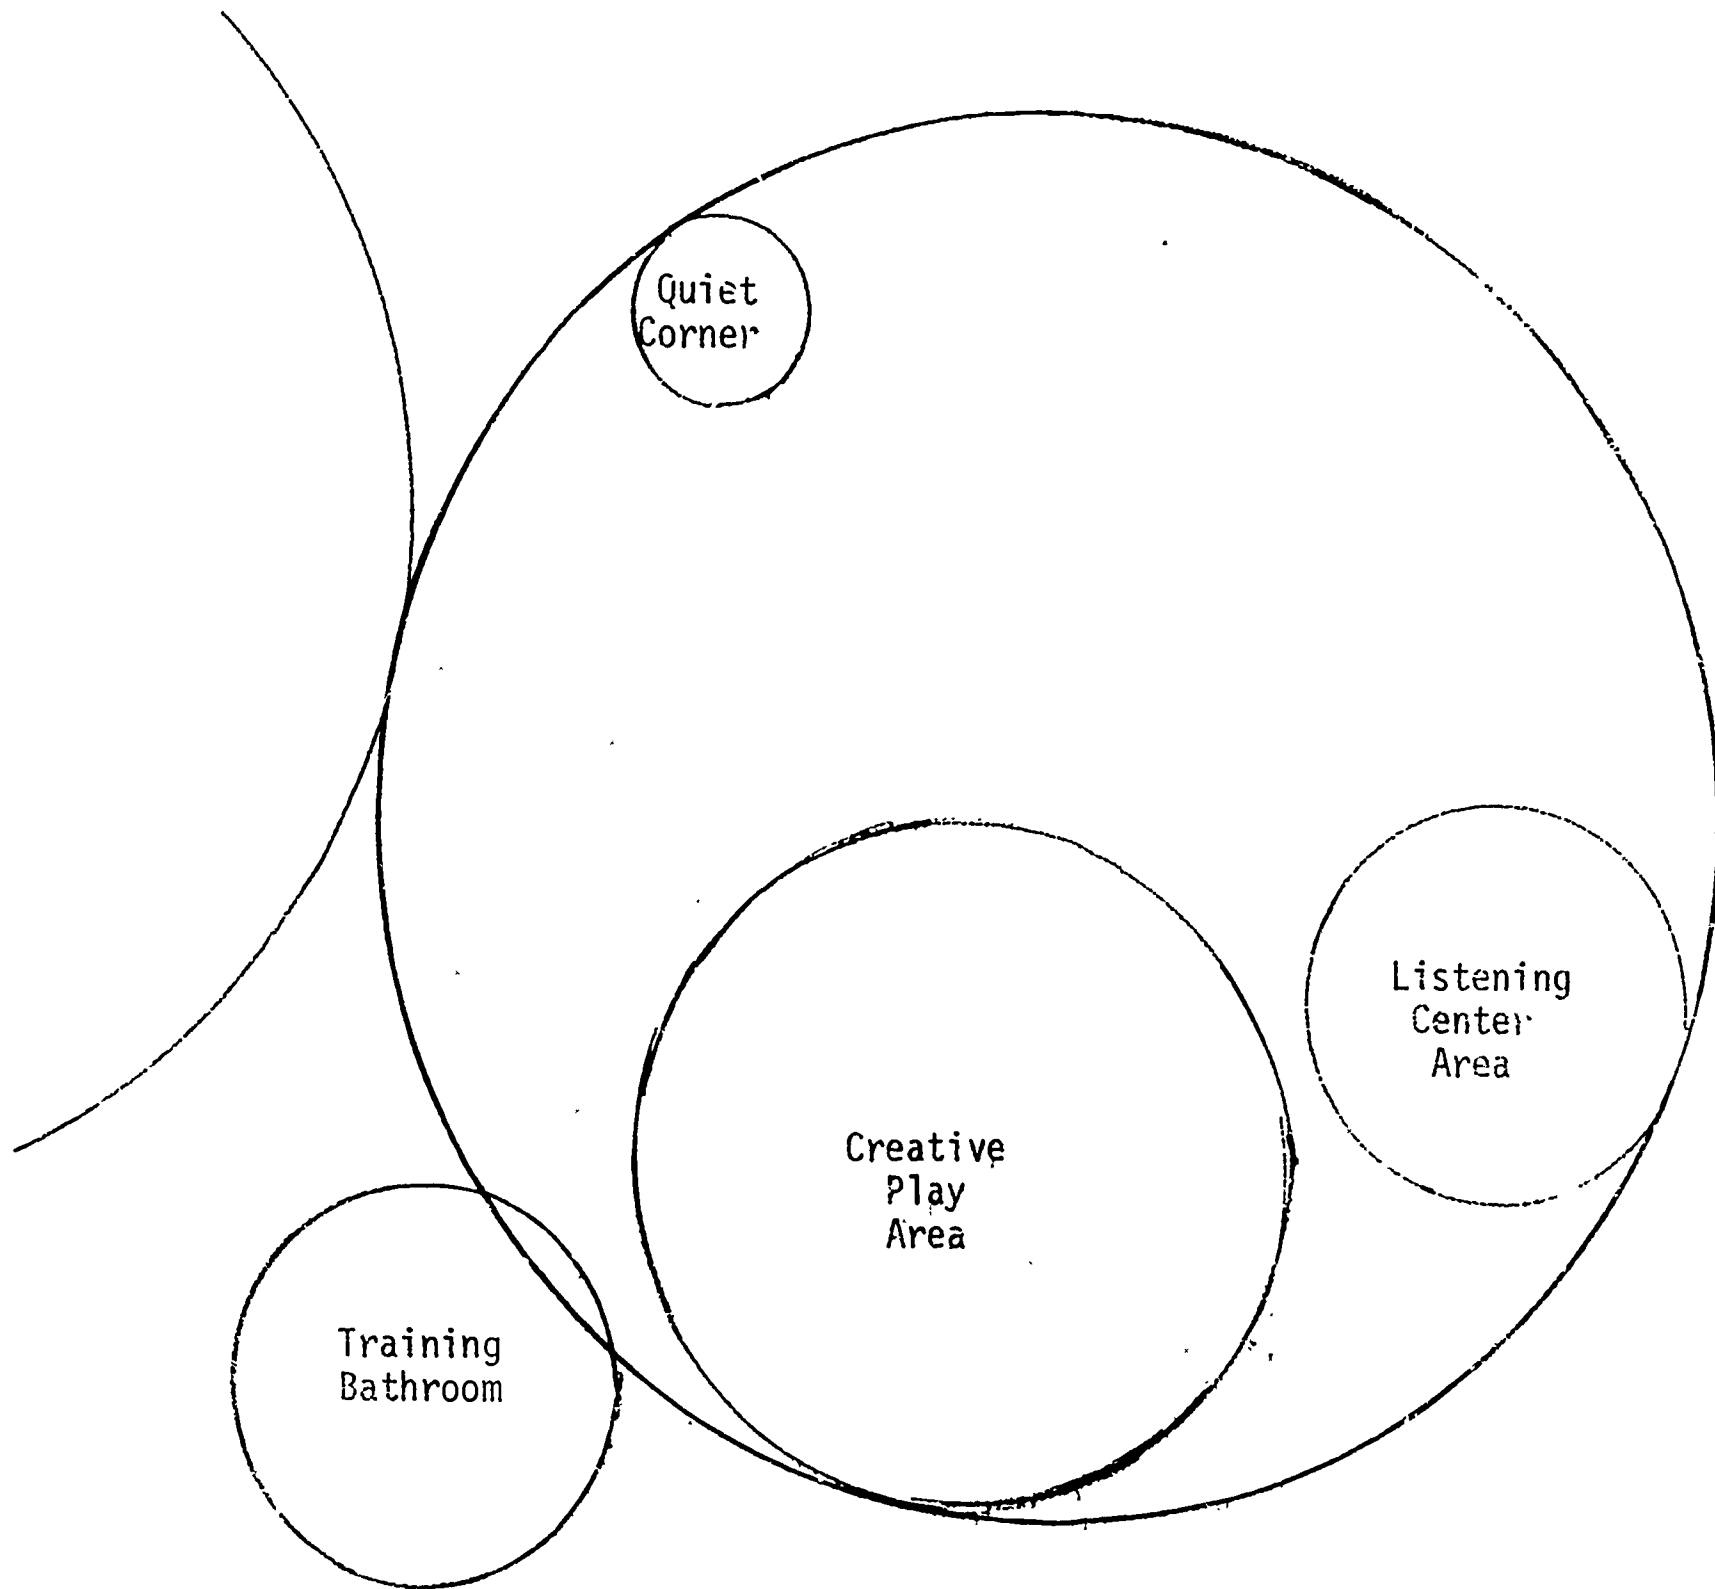 Quiet
Corner
Listening
Center
Area
Creative
Play
Area
Training
Bathroom